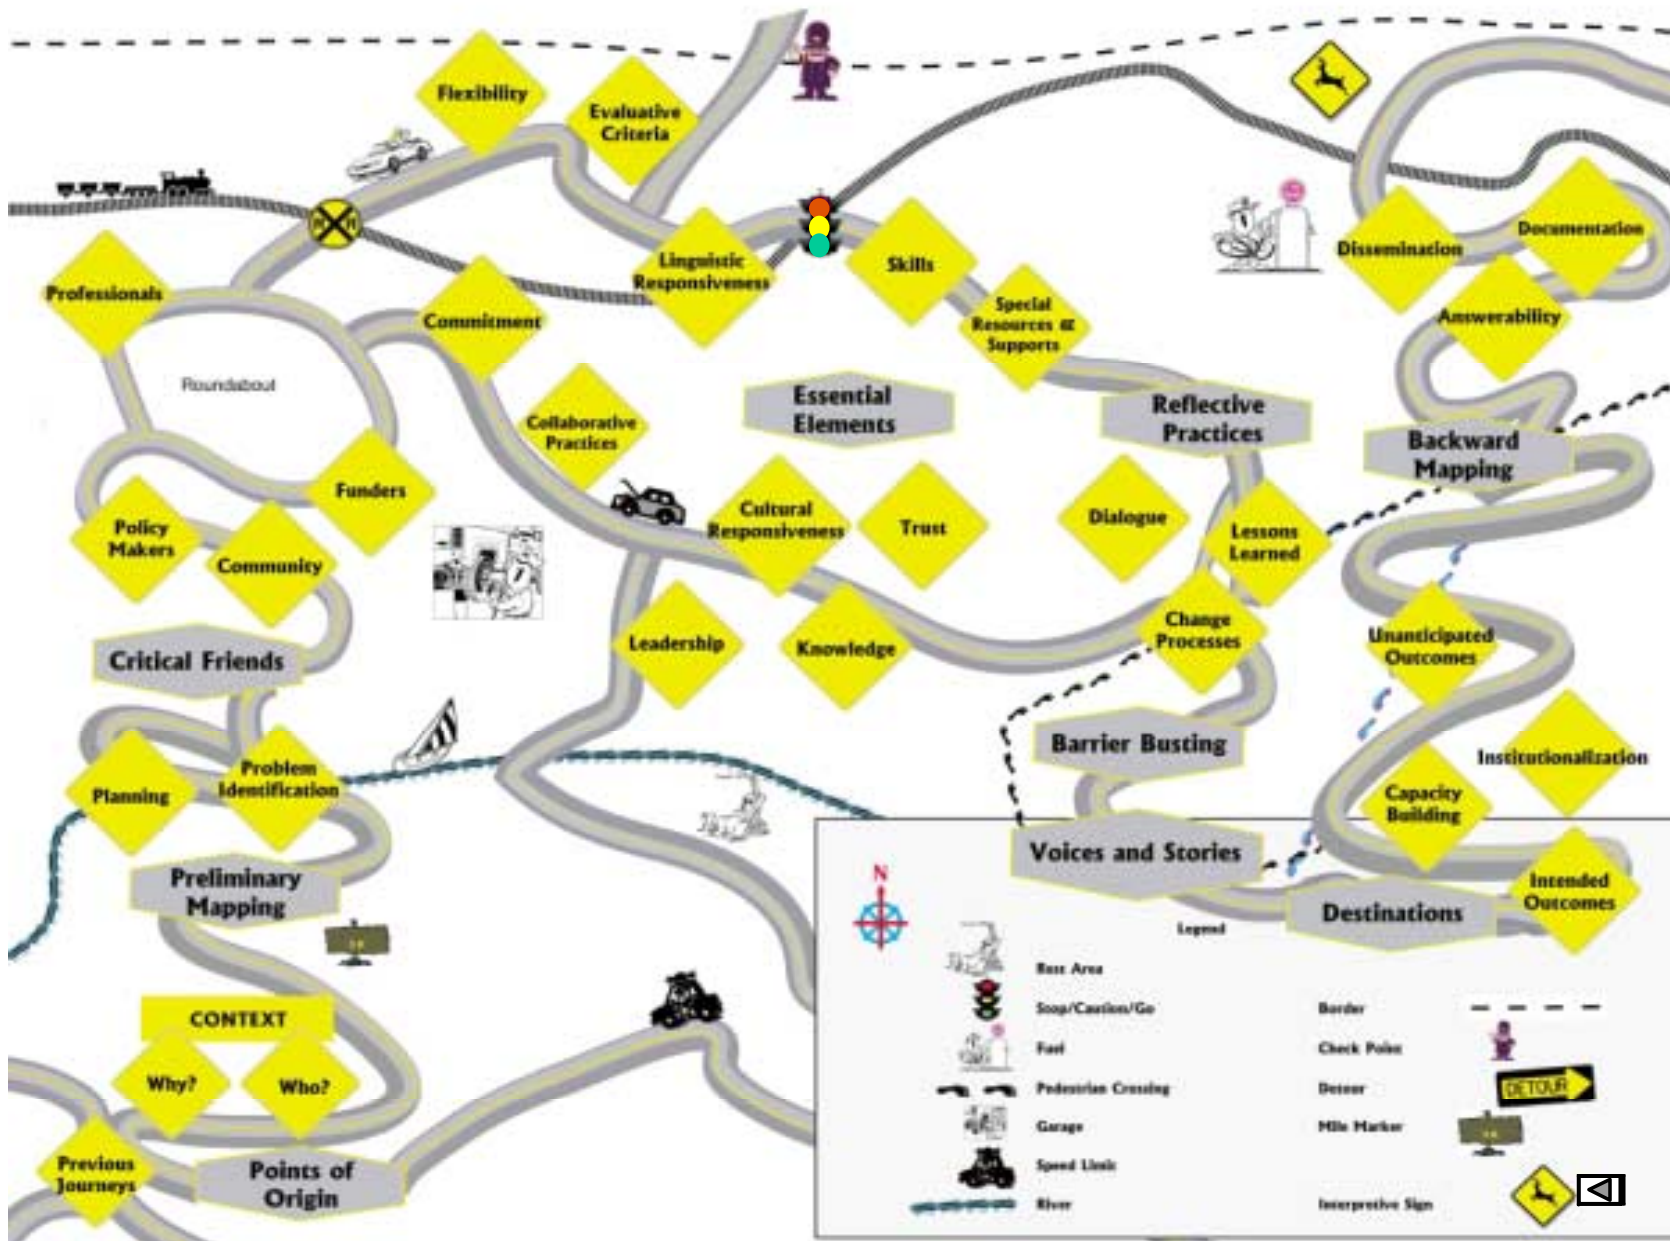 Flexibility
Evaluative
Criteria
Professionals
Commitment
Linguistic
Responsiveness
Skills
Special
Resources &
Supports
Dissemination
Documentation
Answerability
Roundabout
Collaborative
Practices
Essential
Elements
Reflective
Practices
Backward
Mapping
Funders
Policy
Makers
Community
Cultural
Responsiveness
Trust
Dialogue
Lessons
Learned
Critical Friends
Leadership
Knowledge
Change
Processes
Unanticipated
Outcomes
Planning
Problem
Identification
Barrier Busting
Institutionalization
Capacity
Building
Preliminary
Mapping
Voices and Stories
Destinations
Intended
Outcomes
CONTEXT
Why?
Who?
Previous
Journeys
Points of
Origin
N
Legend
Rest Area
Stop/Caution/Go
Fuel
Pedestrian Crossing
Garage
Speed Limit
River
Border
Check Point
Detour
DETOUR
Mile Marker
Interpretive Sign